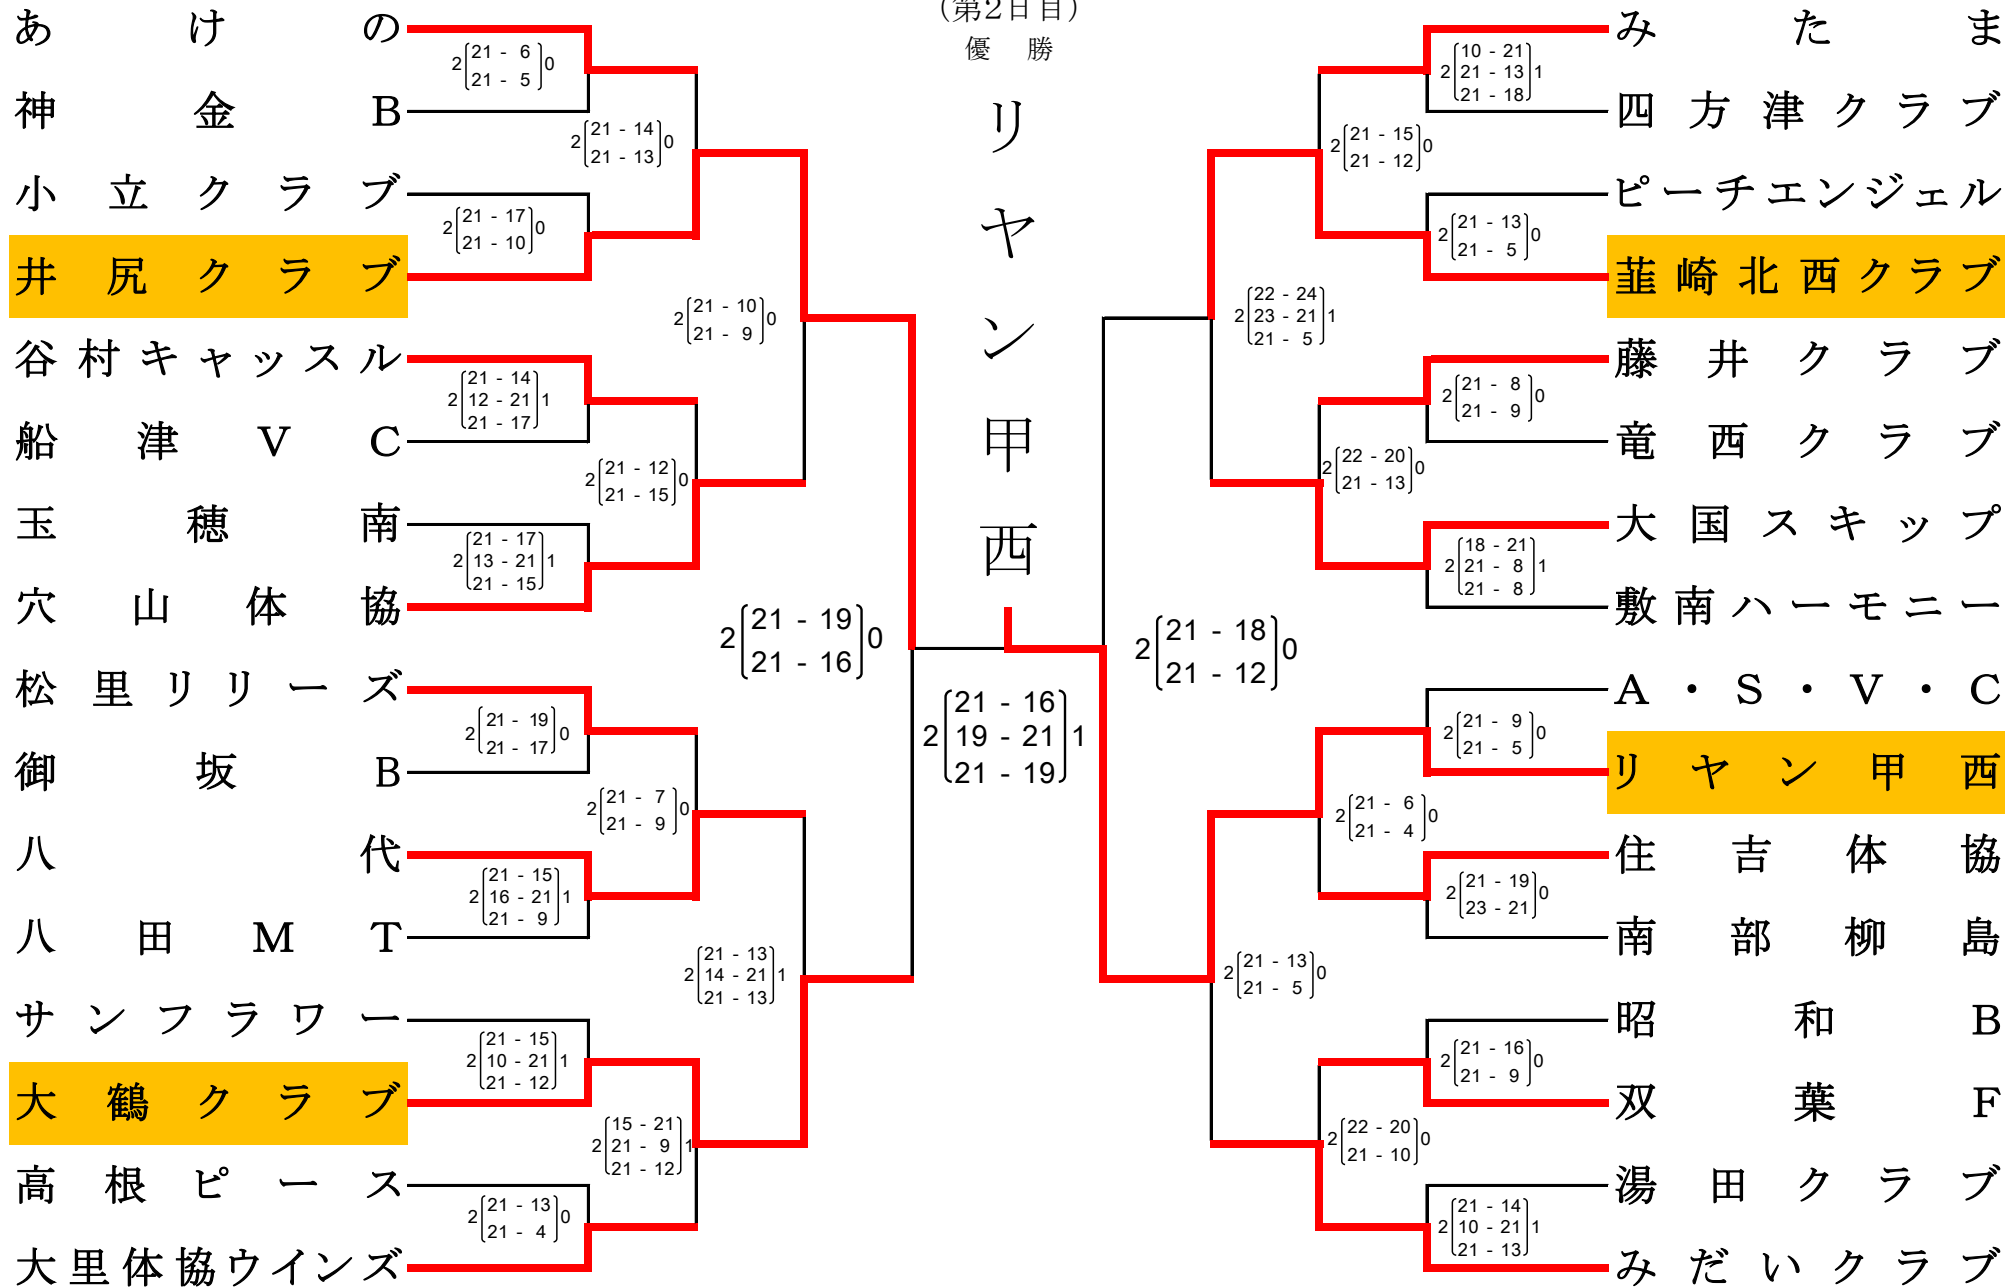 (第2日目)
優勝
リヤン甲西
あけの
2 21 - 6 0
21 - 5
神金B
2 21 - 14 0
21 - 13
小立クラブ
2 21 - 17 0
21 - 10
井尻クラブ
2 21 - 10 0
21 - 9
谷村キャッスル
21 - 14
2 12 - 21 1
21 - 17
船津VC
2 21 - 12 0
21 - 15
玉穂南
21 - 17
2 13 - 21 1
21 - 15
穴山体協
2 21 - 19 0
21 - 16
松里リリーズ
2 21 - 19 0
21 - 17
御坂B
2 21 - 7 0
21 - 9
八代
21 - 15
2 16 - 21 1
21 - 9
八田MT
21 - 13
2 14 - 21 1
21 - 13
サンフラワー
21 - 15
2 10 - 21 1
21 - 12
大鶴クラブ
15 - 21
2 21 - 9 1
21 - 12
高根ピース
2 21 - 13 0
21 - 4
大里体協ウインズ
21 - 16
2 19 - 21 1
21 - 19
みたま
10 - 21
2 21 - 13 1
21 - 18
四方津クラブ
2 21 - 15 0
21 - 12
ピーチエンジェル
2 21 - 13 0
21 - 5
韮崎北西クラブ
22 - 24
2 23 - 21 1
21 - 5
藤井クラブ
2 21 - 8 0
21 - 9
竜西クラブ
2 22 - 20 0
21 - 13
大国スキップ
18 - 21
2 21 - 8 1
21 - 8
敷南ハーモニー
2 21 - 18 0
21 - 12
A・S・V・C
2 21 - 9 0
21 - 5
リヤン甲西
2 21 - 6 0
21 - 4
住吉体協
2 21 - 19 0
23 - 21
南部柳島
2 21 - 13 0
21 - 5
昭和B
2 21 - 16 0
21 - 9
双葉F
2 22 - 20 0
21 - 10
湯田クラブ
21 - 14
2 10 - 21 1
21 - 13
みだいクラブ